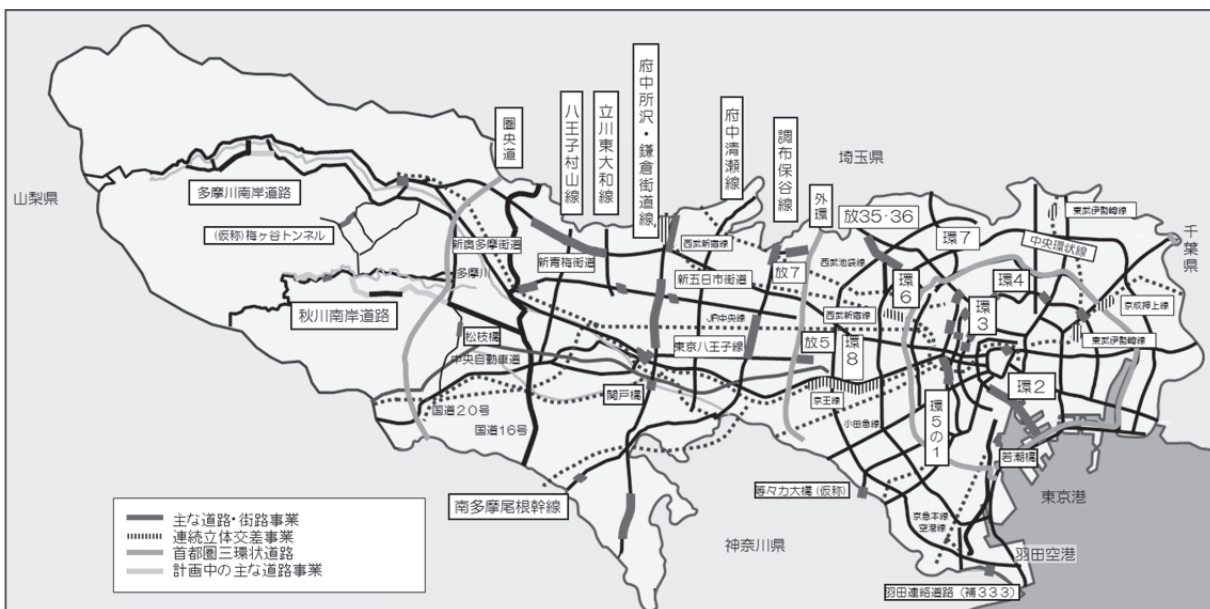 圏央道
八王子村山線
立川東大和線
府中所沢・鎌倉街道線
府中清瀬線
調布保谷線
外環
埼玉県
山梨県
千葉県
放35・36
環7
東武伊勢崎線
中央環状線
多摩川南岸道路
(仮称)梅ヶ谷トンネル
新奥多摩街道
新青梅街道
西武新宿線
放7
西武池袋線
環6
環4
環3
京成押上線
多摩川
新五日市街道
JR中央線
西武新宿線
東武伊勢崎線
秋川南岸道路
松枝橋
中央自動車道
東京八王子線
放5
環8
環2
関戸橋
京王線
国道20号
国道16号
小田急線
環5の1
若潮橋
南多摩尾根幹線
等々力大橋(仮称)
東京港
京急本線
空港線
神奈川県
羽田空港
羽田連絡道路(補333)
主な道路・街路事業
連続立体交差事業
首都圏三環状道路
計画中の主な道路事業